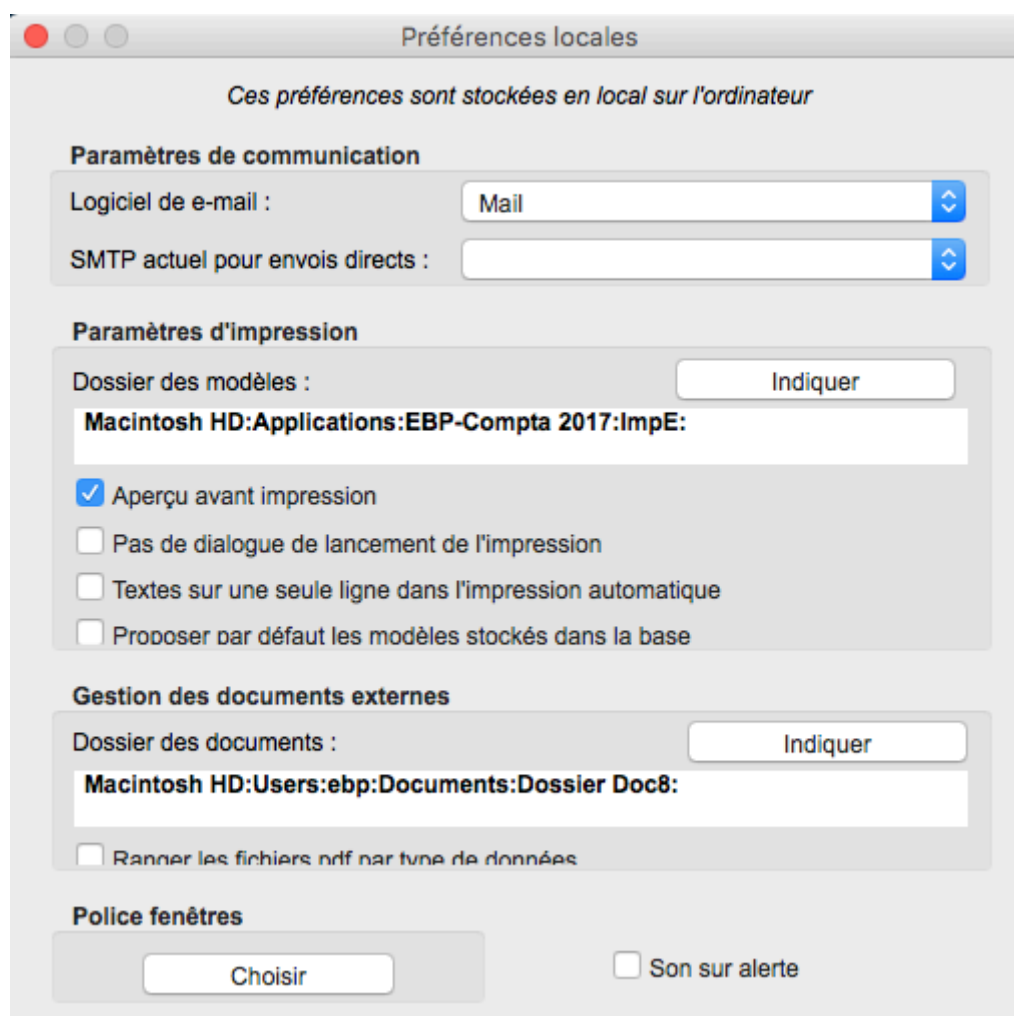 Préférences locales
Ces préférences sont stockées en local sur l'ordinateur
Paramètres de communication
Logiciel de e-mail :
Mail
SMTP actuel pour envois directs :
Paramètres d'impression
Dossier des modèles :
Indiquer
Macintosh HD:Applications:EBP-Compta 2017:ImpE:
Aperçu avant impression
Pas de dialogue de lancement de l'impression
Textes sur une seule ligne dans l'impression automatique
Proposer par défaut les modèles stockés dans la base
Gestion des documents externes
Dossier des documents :
Indiquer
Macintosh HD:Users:ebp:Documents:Dossier Doc8:
Ranger les fichiers pdf par type de données
Police fenêtres
Choisir
Son sur alerte